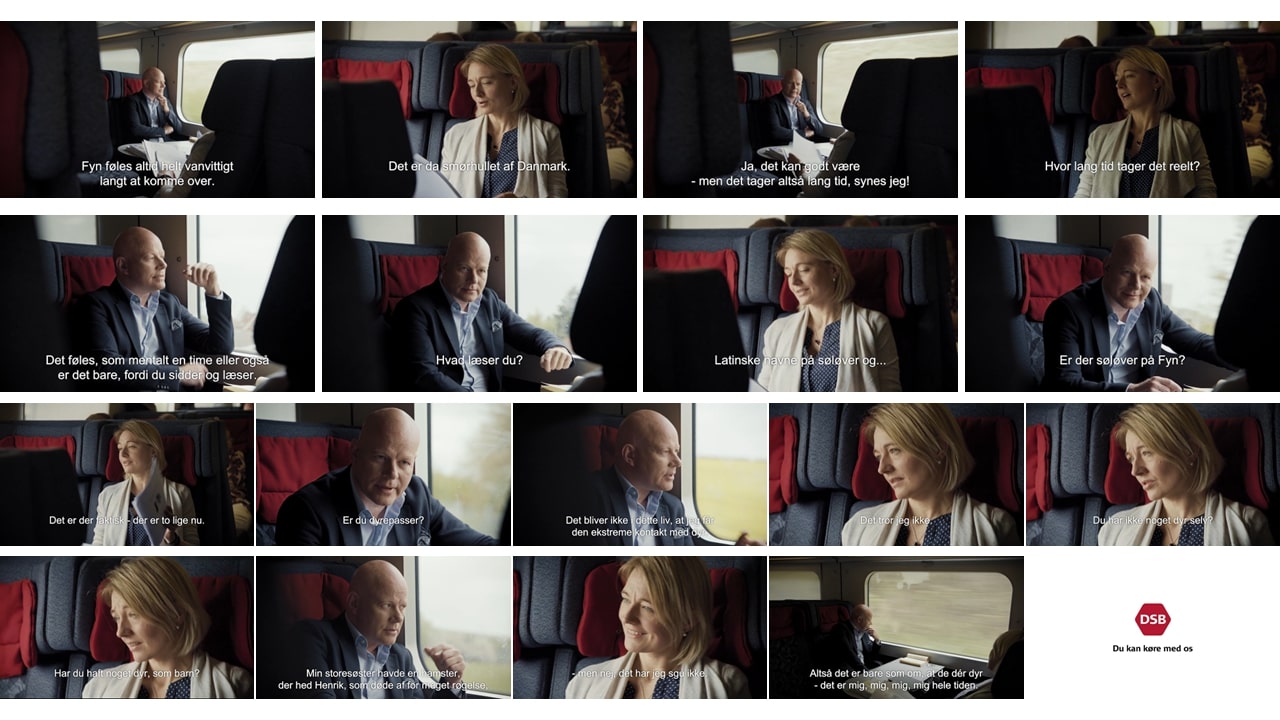 Fyn føles altid helt vanvittigt
langt at komme over.
Det er da smørhullet af Danmark.
Ja, det kan godt være
- men det tager altså lang tid, synes jeg!
Hvor lang tid tager det reelt?
Det føles, som mentalt en time eller også
er det bare, fordi du sidder og læser.
Hvad læser du?
Latinske navne på søløver og...
Er der søløver på Fyn?
Det er der faktisk - der er to lige nu.
Er du dyrepasser?
Det bliver ikke i dette liv, at jeg får
den ekstreme kontakt med dyr.
Det tror jeg ikke.
Du har ikke noget dyr selv?
Har du haft noget dyr, som barn?
Min storesøster havde en hamster,
der hed Henrik, som døde af for meget røgelse,
- men nej, det har jeg sgu ikke.
Altså det er bare som om, at de dér dyr
- det er mig, mig, mig, mig hele tiden.
DSB
Du kan køre med os